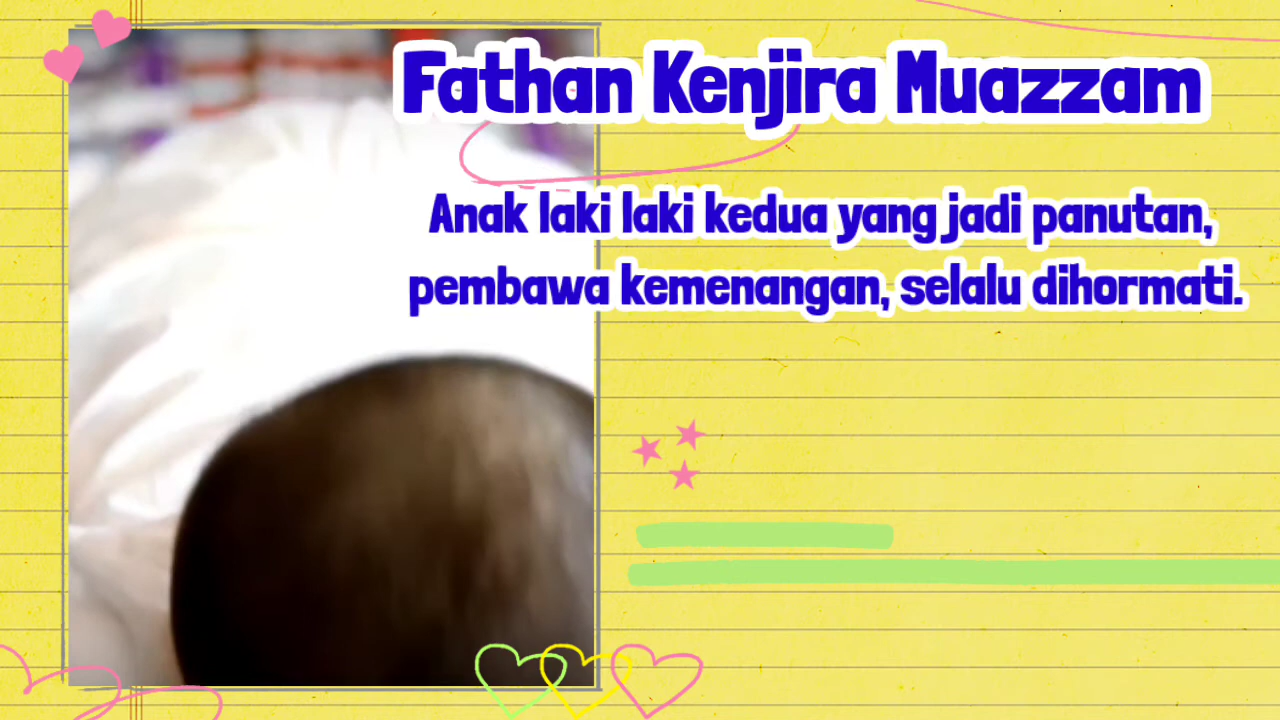 Fathan Kenjira Muazzam
Anak laki laki kedua yang jadi panutan,
pembawa kemenangan, selalu dihormati.